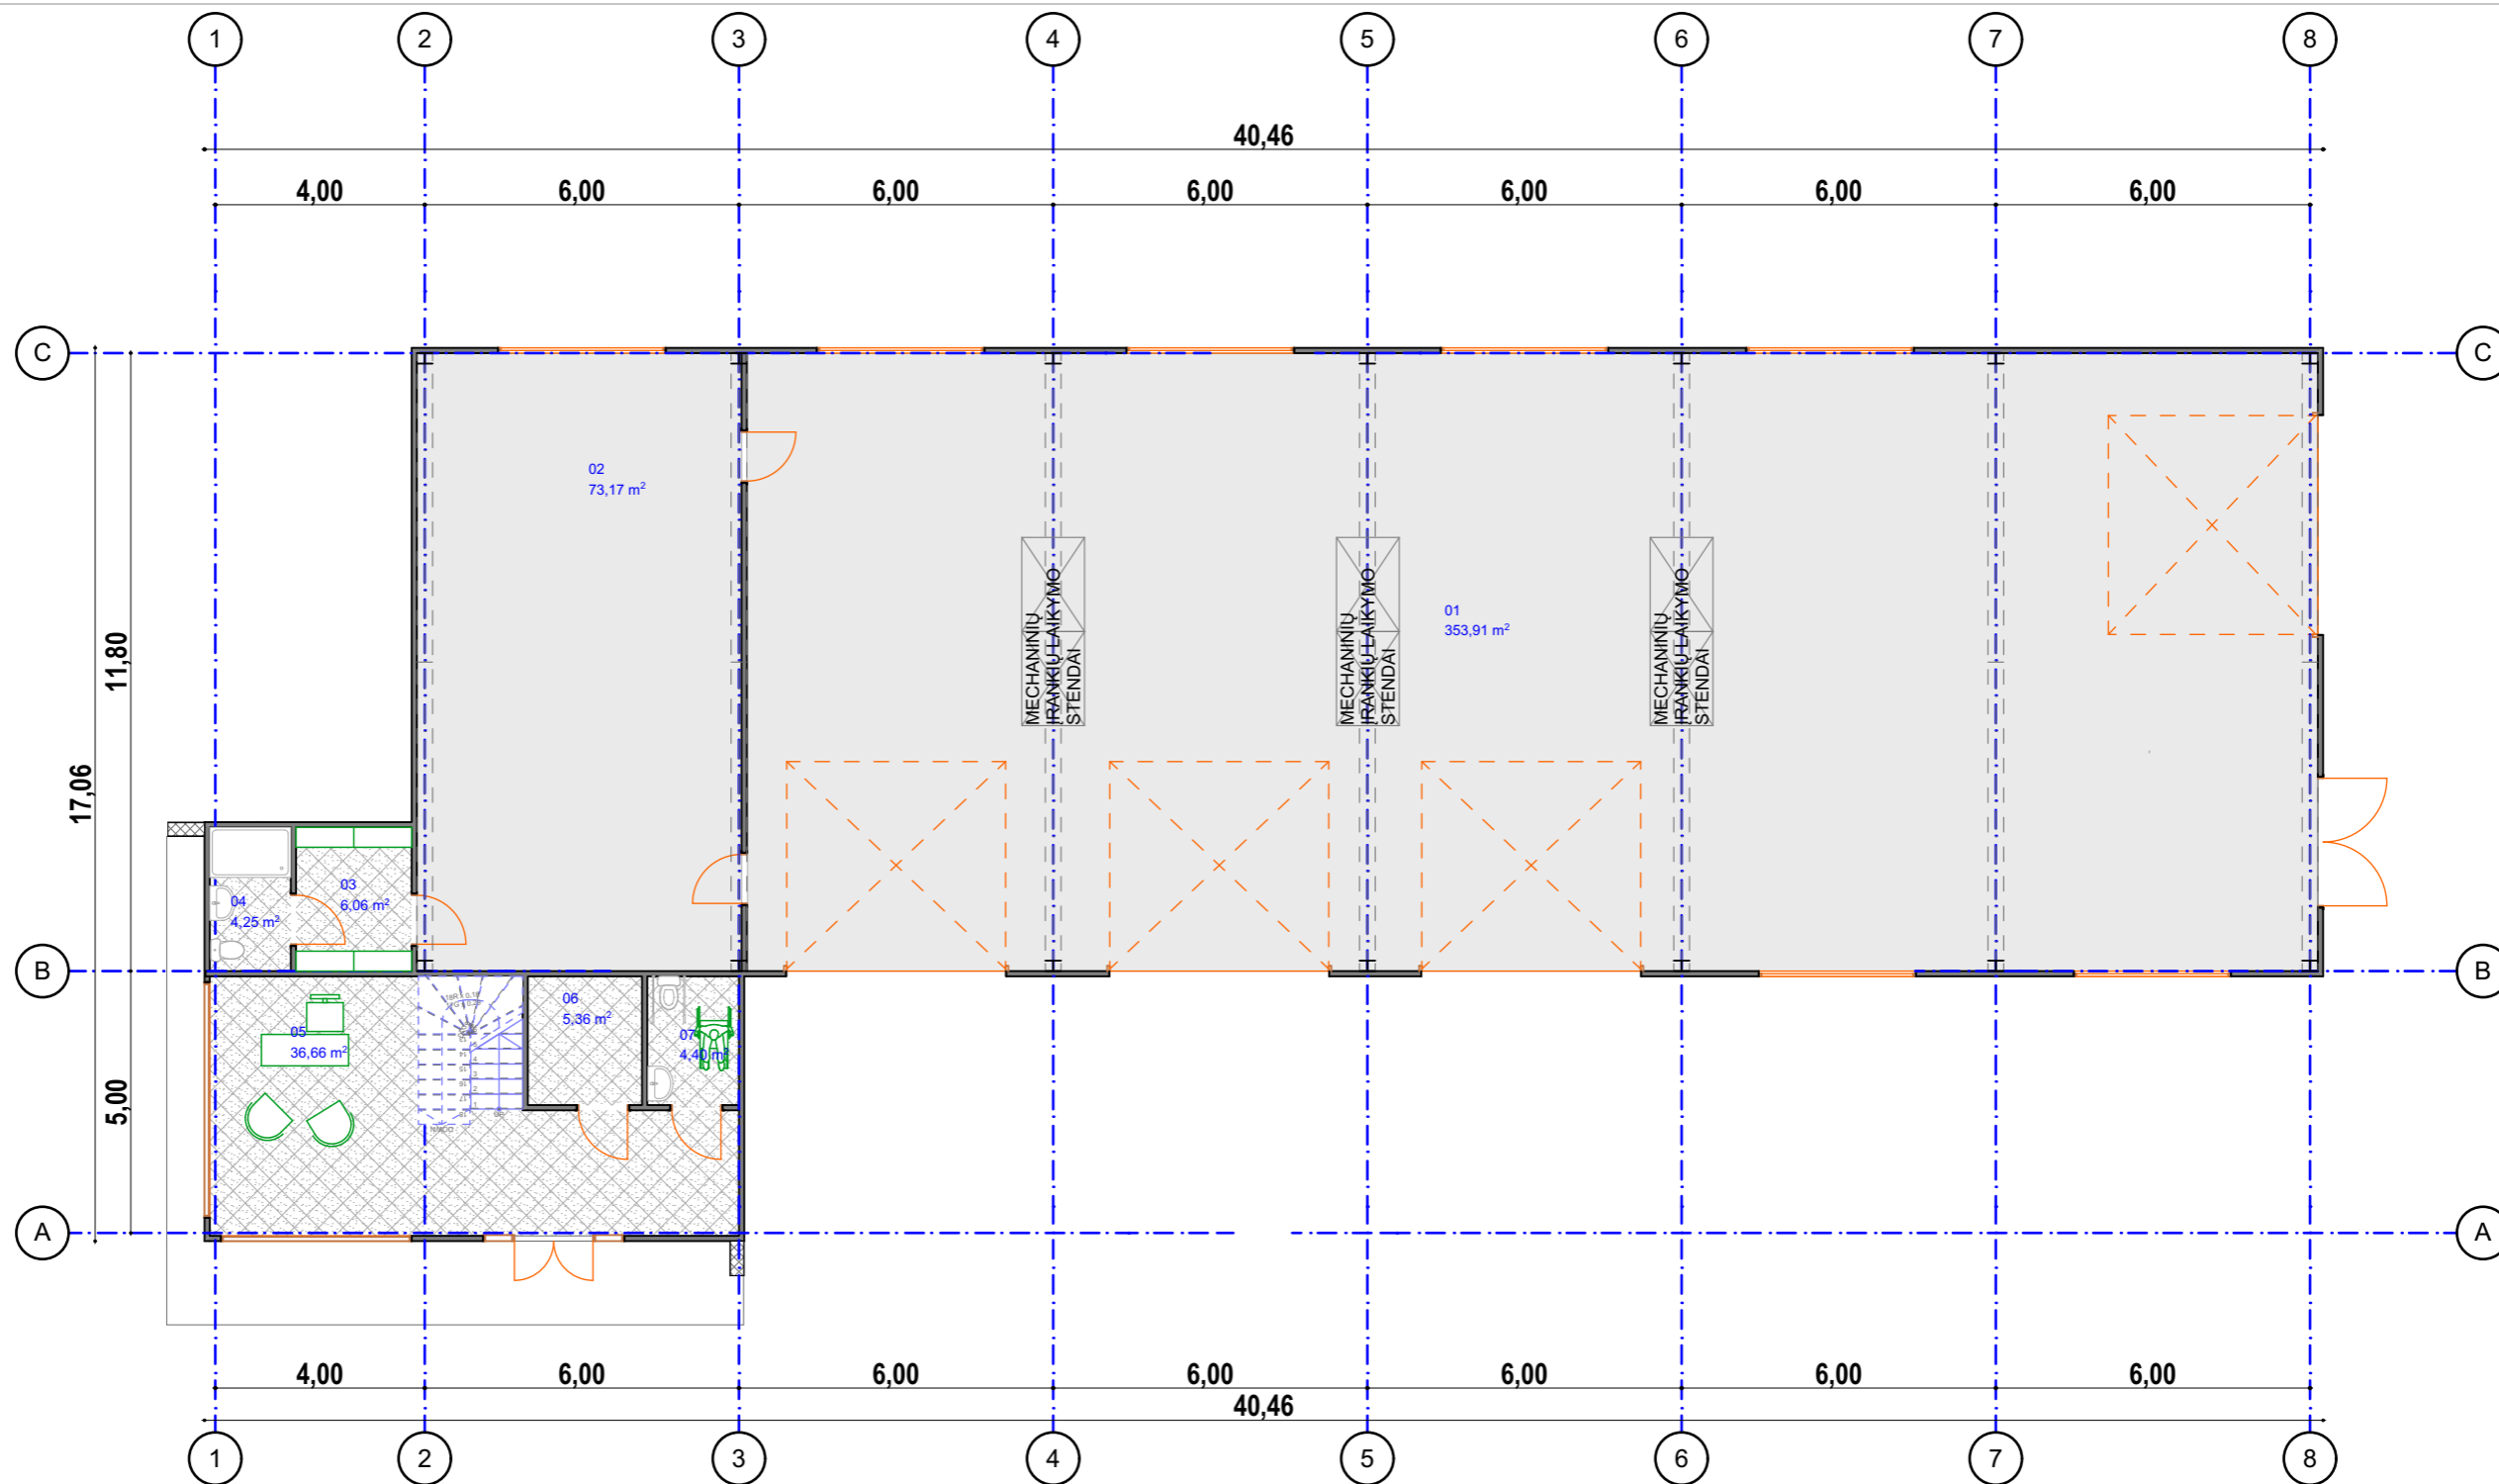 1 2 3 4 5 6 7 8
40,46
4,00 6,00 6,00 6,00 6,00 6,00 6,00
C C
02
73,17 m²
01
353,91 m²
MECHANINIŲ
ĮRANKIŲ LAIKYMO
STENDAI
MECHANINIŲ
ĮRANKIŲ LAIKYMO
STENDAI
MECHANINIŲ
ĮRANKIŲ LAIKYMO
STENDAI
11,80
17,06
03
6,06 m²
04
4,25 m²
B B
05
36,66 m²
06
5,36 m²
07
4,40 m²
5,00
A A
4,00 6,00 6,00 6,00 6,00 6,00 6,00
40,46
1 2 3 4 5 6 7 8